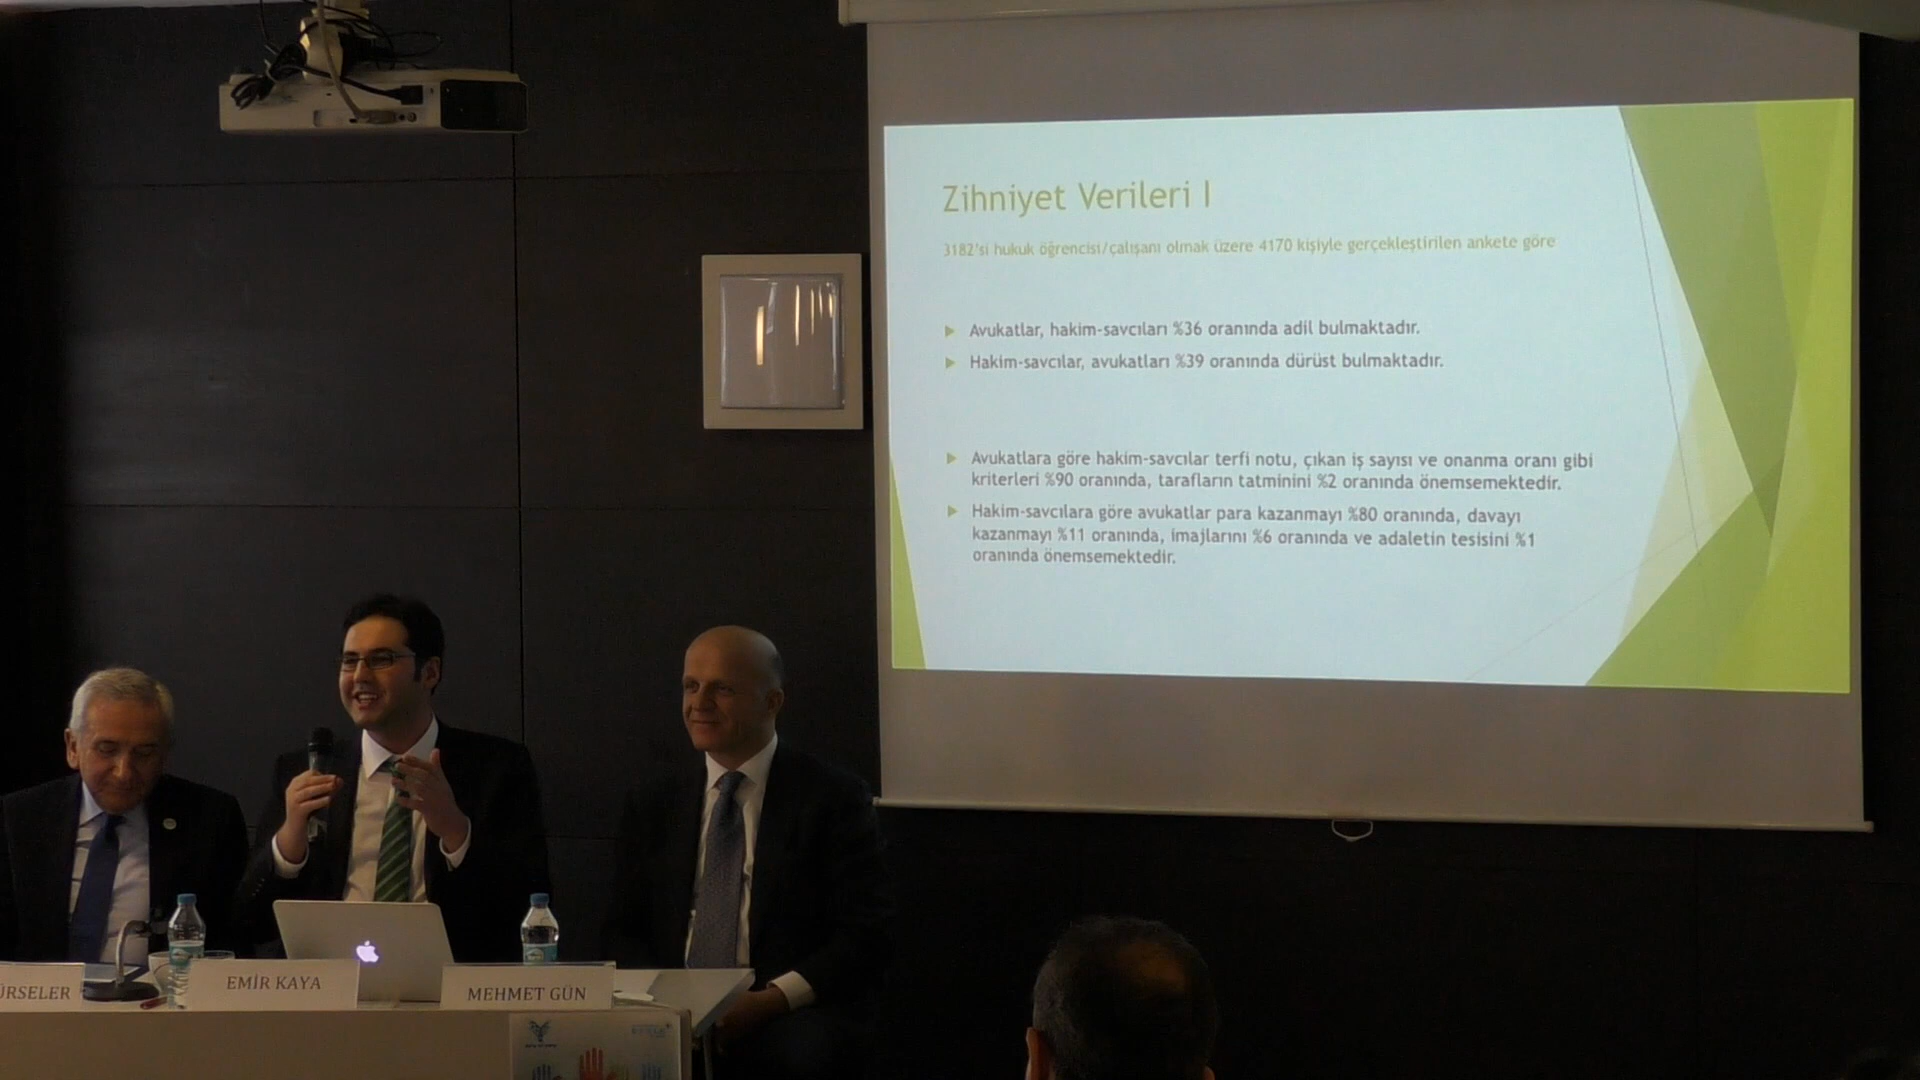 Zihniyet Verileri I
3182'si hukuk öğrencisi/çalışanı olmak üzere 4170 kişiyle gerçekleştirilen ankete göre
Avukatlar, hakim-savcıları %36 oranında adil bulmaktadır.
Hakim-savcılar, avukatları %39 oranında dürüst bulmaktadır.
Avukatlara göre hakim-savcılar terfi notu, çıkan iş sayısı ve onanma oranı gibi
kriterleri %90 oranında, tarafların tatminini %2 oranında önemsemektedir.
Hakim-savcılara göre avukatlar para kazanmayı %80 oranında, davayı
kazanmayı %11 oranında, imajlarını %6 oranında ve adaletin tesisini %1
oranında önemsemektedir.
ÜRSELER
EMİR KAYA
MEHMET GÜN